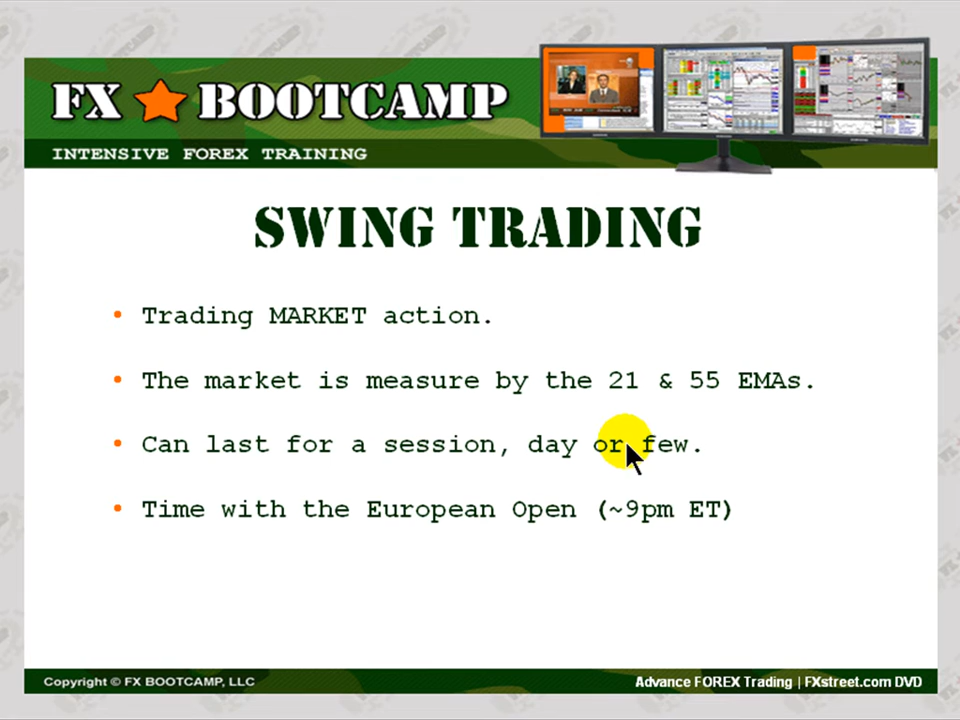 FX BOOTCAMP
INTENSIVE FOREX TRAINING
SWING TRADING
• Trading MARKET action.
• The market is measure by the 21 & 55 EMAs.
• Can last for a session, day or few.
• Time with the European Open (~9pm ET)
Copyright © FX BOOTCAMP, LLC
Advance FOREX Trading | FXstreet.com DVD